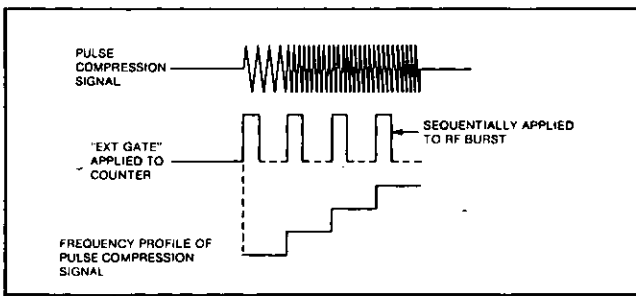 PULSE
COMPRESSION
SIGNAL
"EXT GATE"
APPLIED TO
COUNTER
SEQUENTIALLY APPLIED
TO RF BURST
FREQUENCY PROFILE OF
PULSE COMPRESSION
SIGNAL